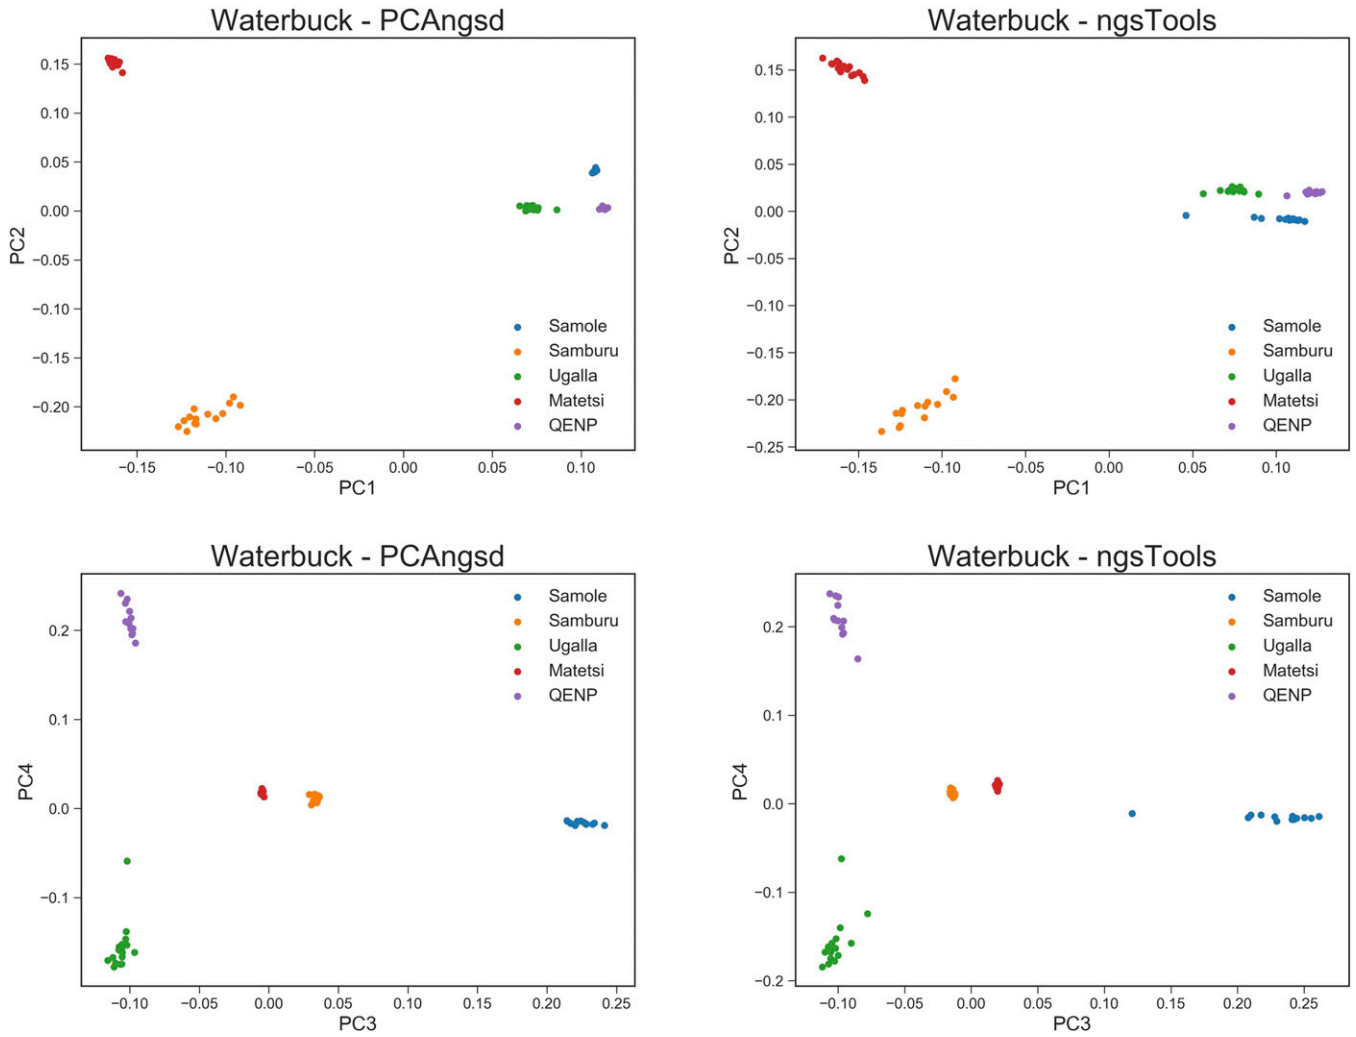 Waterbuck - PCAngsd
0.15
0.10
0.05
0.00
−0.05
−0.10
−0.15
−0.20
PC2
Samole
Samburu
Ugalla
Matetsi
QENP
−0.15 −0.10 −0.05 0.00 0.05 0.10
PC1
Waterbuck - ngsTools
0.15
0.10
0.05
0.00
−0.05
−0.10
−0.15
−0.20
−0.25
PC2
Samole
Samburu
Ugalla
Matetsi
QENP
−0.15 −0.10 −0.05 0.00 0.05 0.10
PC1
Waterbuck - PCAngsd
0.2
0.1
0.0
−0.1
PC4
Samole
Samburu
Ugalla
Matetsi
QENP
−0.10 −0.05 0.00 0.05 0.10 0.15 0.20 0.25
PC3
Waterbuck - ngsTools
0.2
0.1
0.0
−0.1
−0.2
PC4
Samole
Samburu
Ugalla
Matetsi
QENP
−0.10 −0.05 0.00 0.05 0.10 0.15 0.20 0.25
PC3